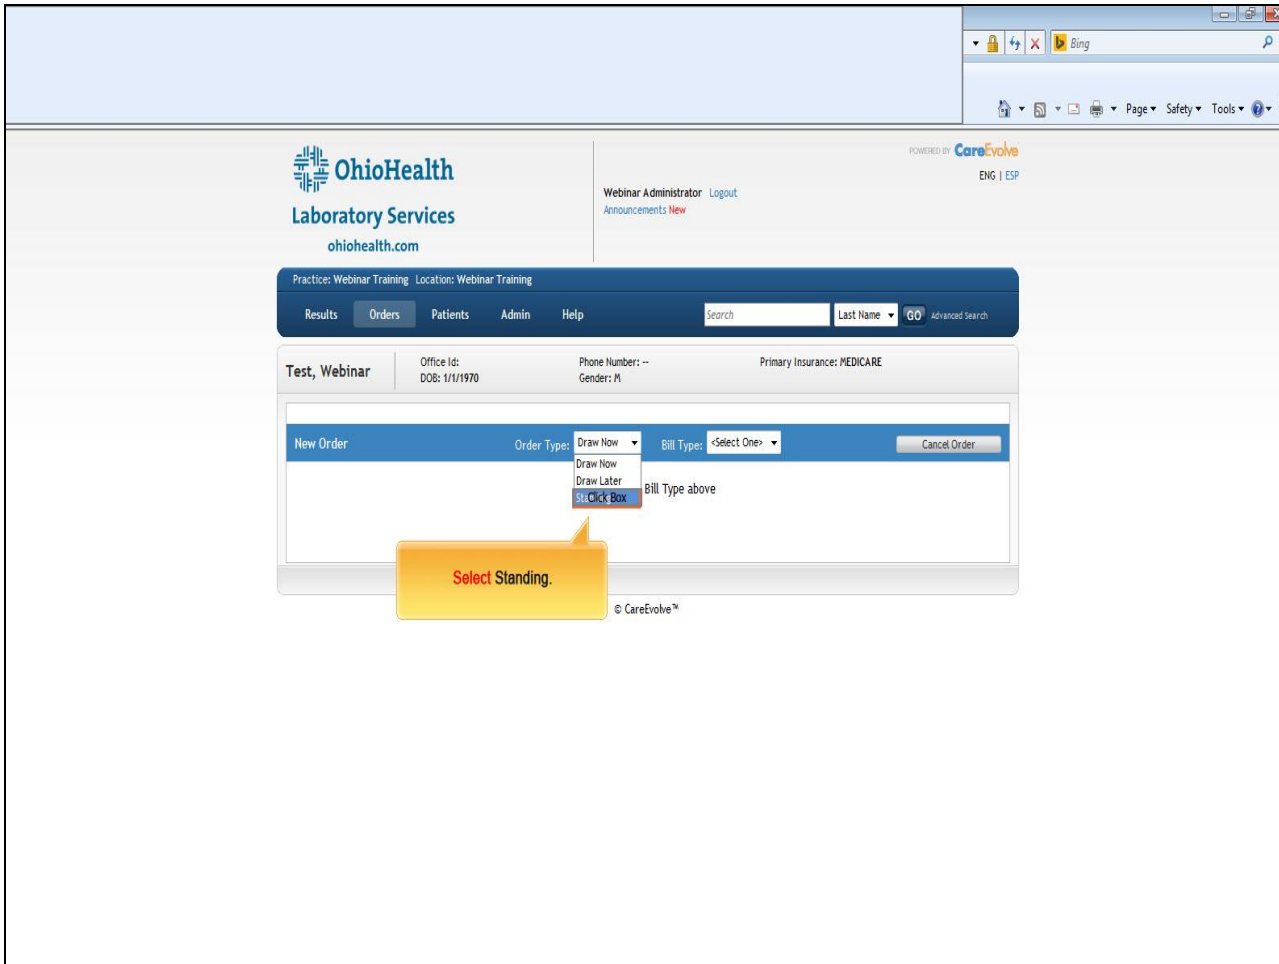 Bing
Page Safety Tools
OhioHealth
Laboratory Services
ohiohealth.com
Webinar Administrator Logout
Announcements New
POWERED BY CareEvolve
ENG | ESP
Practice: Webinar Training Location: Webinar Training
Results Orders Patients Admin Help Search Last Name GO Advanced Search
Test, Webinar
Office Id:
DOB: 1/1/1970
Phone Number: --
Gender: M
Primary Insurance: MEDICARE
New Order Order Type: Draw Now Bill Type: <Select One> Cancel Order
Draw Now
Draw Later
Click Box
Bill Type above
Select Standing.
© CareEvolve™